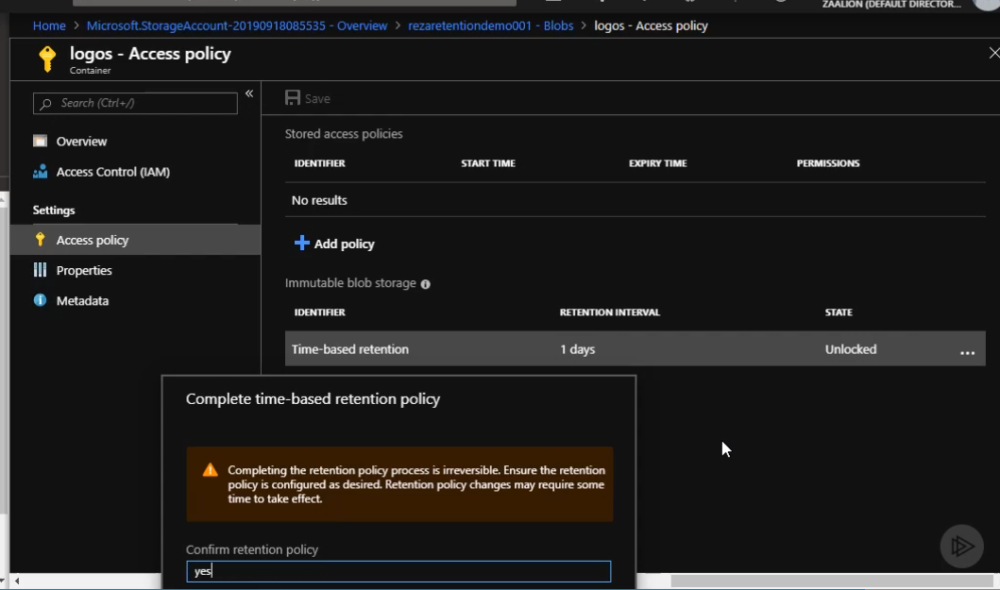 ZAALION (DEFAULT DIRECTOR...
Home > Microsoft.StorageAccount-20190918085535 - Overview > rezaretentiondemo001 - Blobs > logos - Access policy
logos - Access policy
Container
Search (Ctrl+/)
«
Overview
Access Control (IAM)
Settings
Access policy
Properties
Metadata
Save
Stored access policies
IDENTIFIER START TIME EXPIRY TIME PERMISSIONS
No results
Add policy
Immutable blob storage
IDENTIFIER RETENTION INTERVAL STATE
Time-based retention 1 days Unlocked ...
Complete time-based retention policy
Completing the retention policy process is irreversible. Ensure the retention
policy is configured as desired. Retention policy changes may require some
time to take effect.
Confirm retention policy
yes